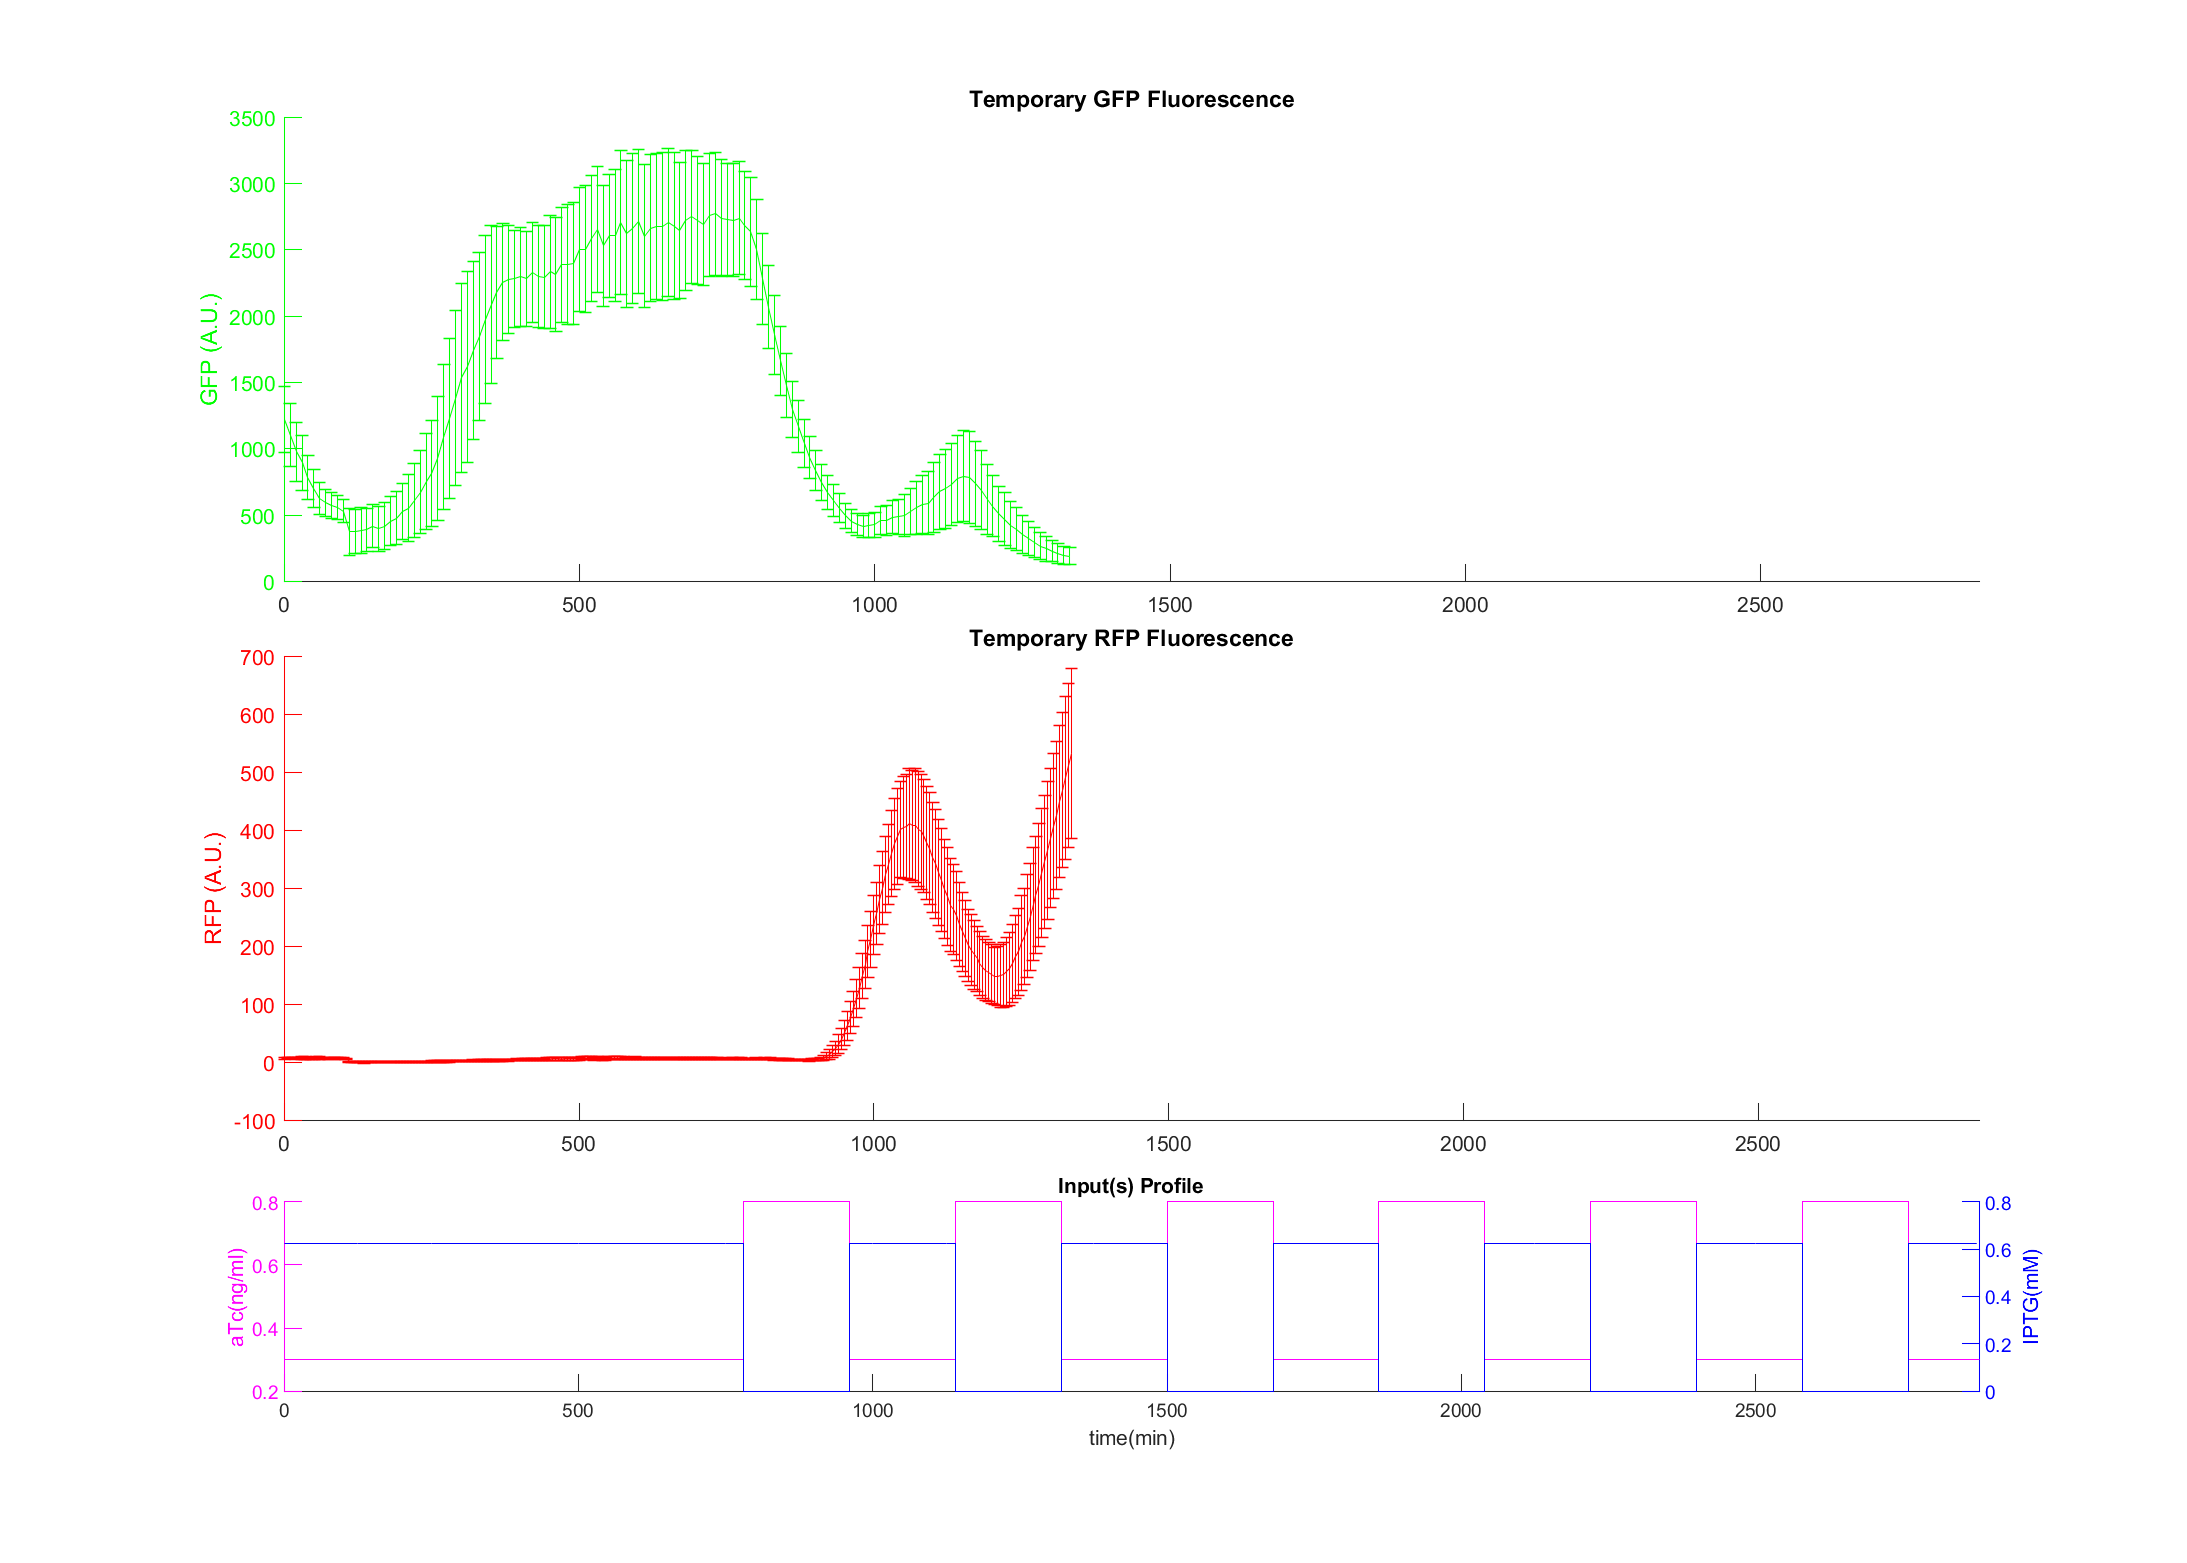 Temporary GFP Fluorescence
3500
3000
2500
2000
1500
1000
500
0
GFP (A.U.)
0 500 1000 1500 2000 2500
Temporary RFP Fluorescence
700
600
500
400
300
200
100
0
-100
RFP (A.U.)
0 500 1000 1500 2000 2500
Input(s) Profile
0.8
0.6
0.4
0.2
aTc(ng/ml)
0.8
0.6
0.4
0.2
0
IPTG(mM)
0 500 1000 1500 2000 2500
time(min)